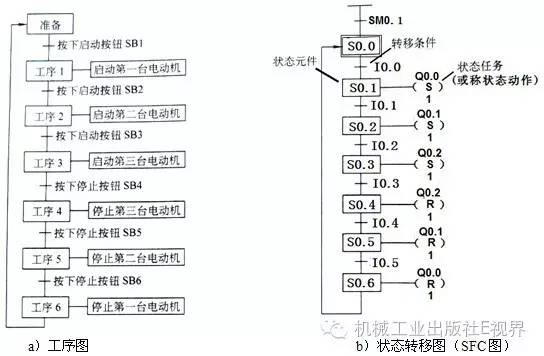 准备
按下启动按钮 SB1
工序 1
启动第一台电动机
按下启动按钮 SB2
工序 2
启动第二台电动机
按下启动按钮 SB3
工序 3
启动第三台电动机
按下停止按钮 SB4
工序 4
停止第三台电动机
按下停止按钮 SB5
工序 5
停止第二台电动机
按下停止按钮 SB6
工序 6
停止第一台电动机
a）工序图
SM0.1
S0.0
转移条件
I0.0
状态元件
状态任务
(或称状态动作)
S0.1
Q0.0
S
1
I0.1
S0.2
Q0.1
S
1
I0.2
S0.3
Q0.2
S
1
I0.3
S0.4
Q0.2
R
1
I0.4
S0.5
Q0.1
R
1
I0.5
S0.6
Q0.0
R
1
机械工业出版社E视界
b）状态转移图（SFC图）